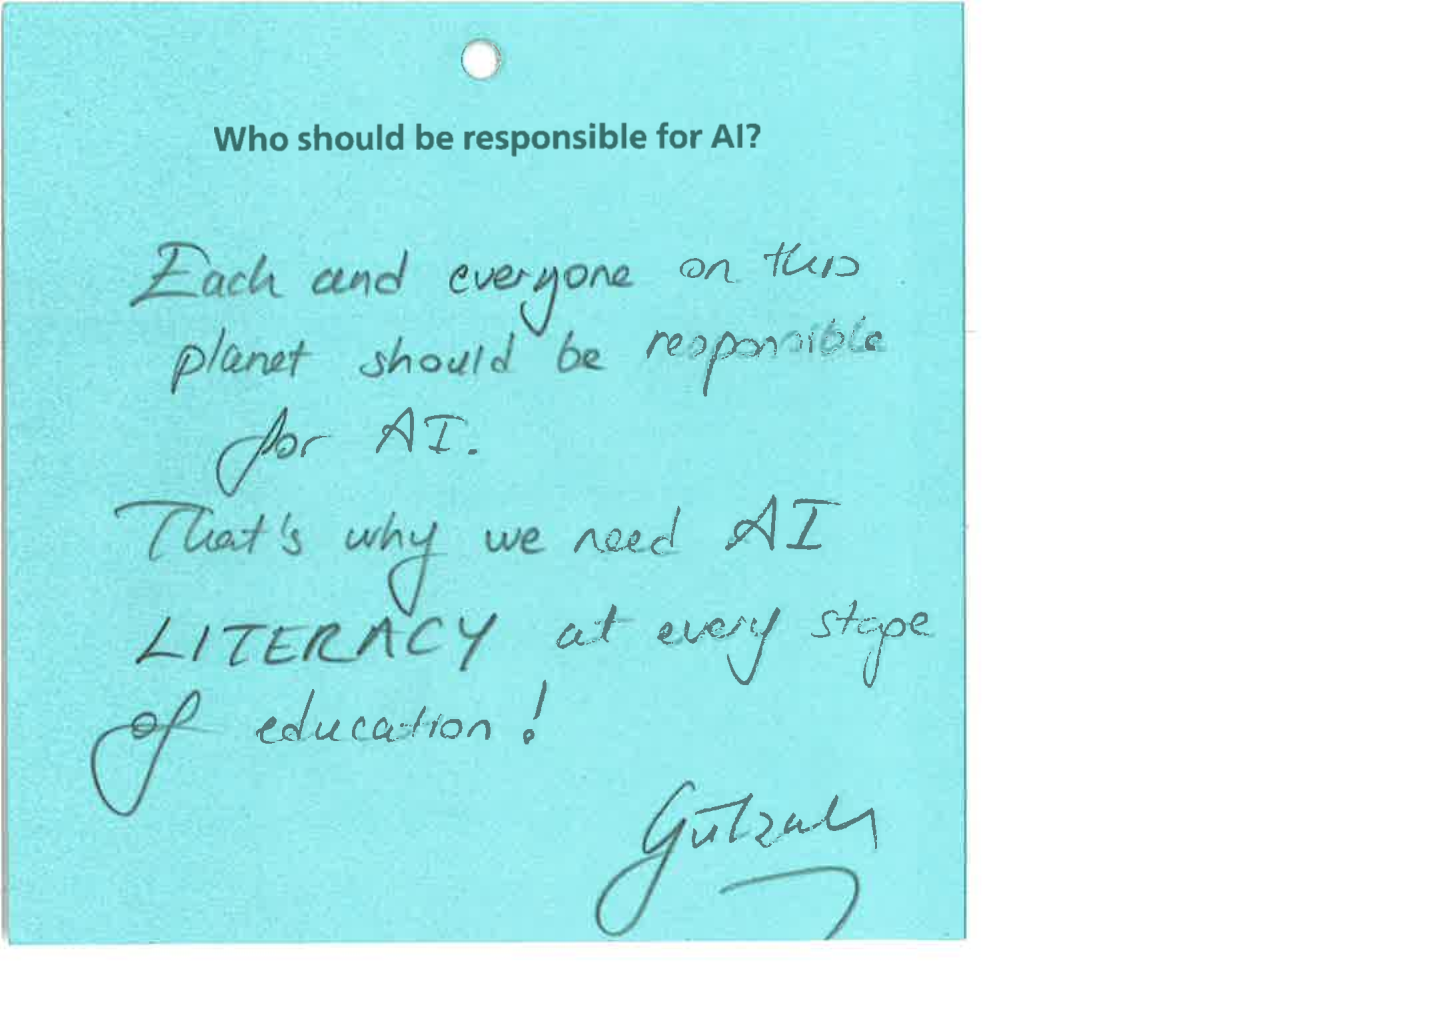 Who should be responsible for AI?
Each and everyone on this
planet should be responsible
for AI.
That's why we need AI
LITERACY at every stage
of education!